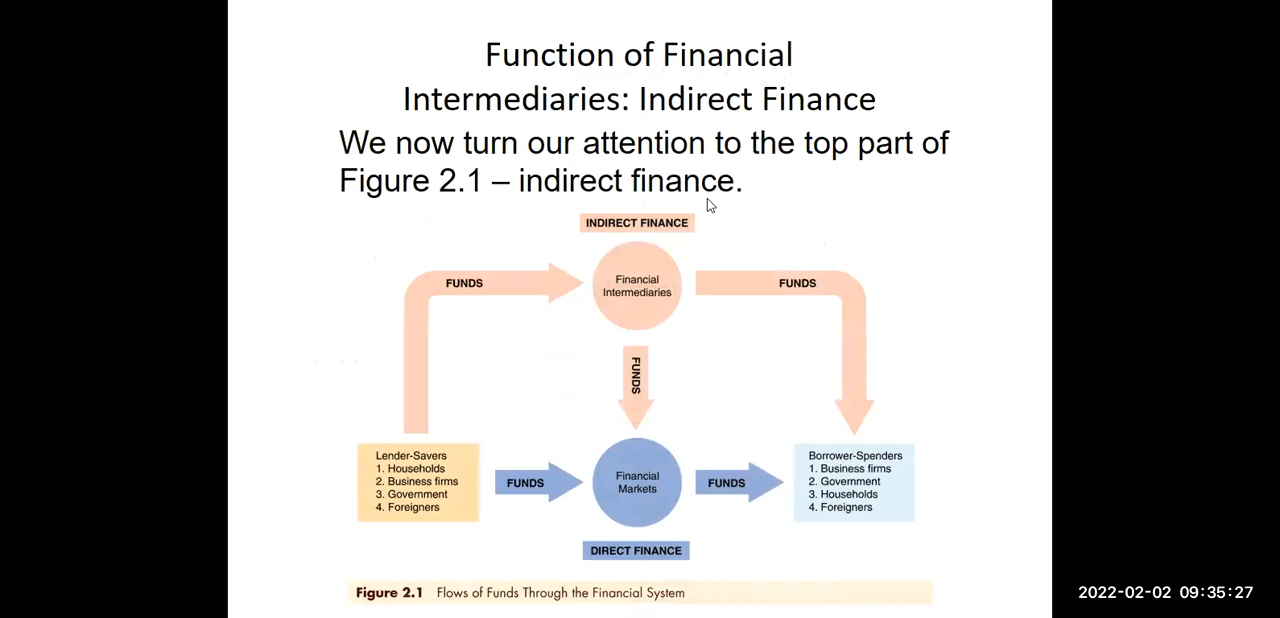 Function of Financial
Intermediaries: Indirect Finance
We now turn our attention to the top part of
Figure 2.1 – indirect finance.
INDIRECT FINANCE
FUNDS
Financial
Intermediaries
FUNDS
FUNDS
Lender-Savers
1. Households
2. Business firms
3. Government
4. Foreigners
FUNDS
Financial
Markets
FUNDS
Borrower-Spenders
1. Business firms
2. Government
3. Households
4. Foreigners
DIRECT FINANCE
Figure 2.1 Flows of Funds Through the Financial System
2022-02-02 09:35:27